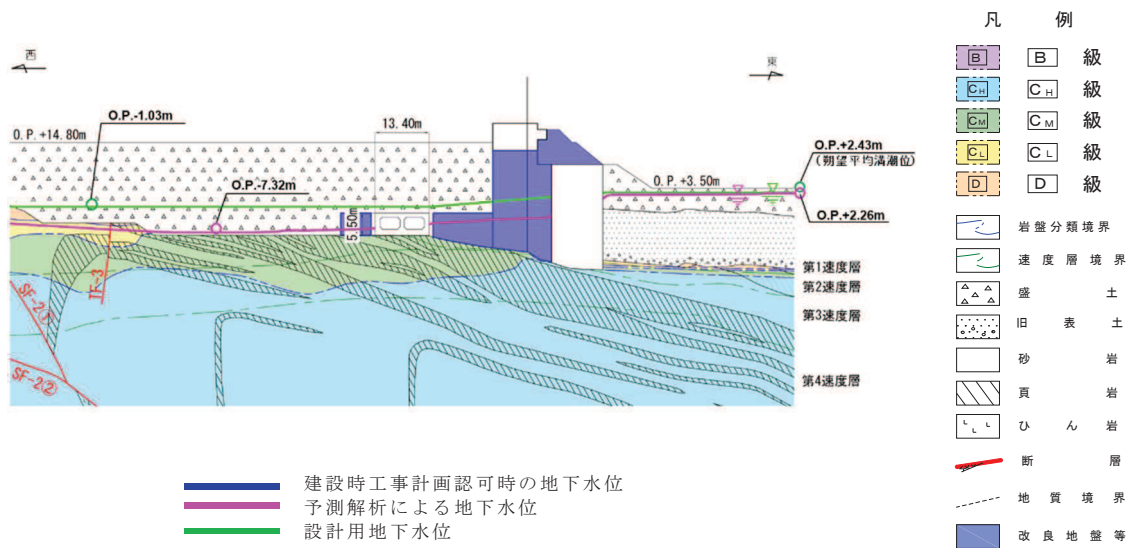 西
東
O.P.-1.03m
O.P.+14.80m
13.40m
O.P.-7.32m
5.50m
O.P.+2.43m
(朔望平均満潮位)
O.P.+3.50m
O.P.+2.26m
第1速度層
第2速度層
第3速度層
第4速度層
TF-3
SF-2①
SF-2②
建設時工事計画認可時の地下水位
予測解析による地下水位
設計用地下水位
凡 例
B B 級
CH CH 級
CM CM 級
CL CL 級
D D 級
岩盤分類境界
速度層境界
盛土
旧表土
砂岩
頁岩
ひん岩
断層
地質境界
改良地盤等